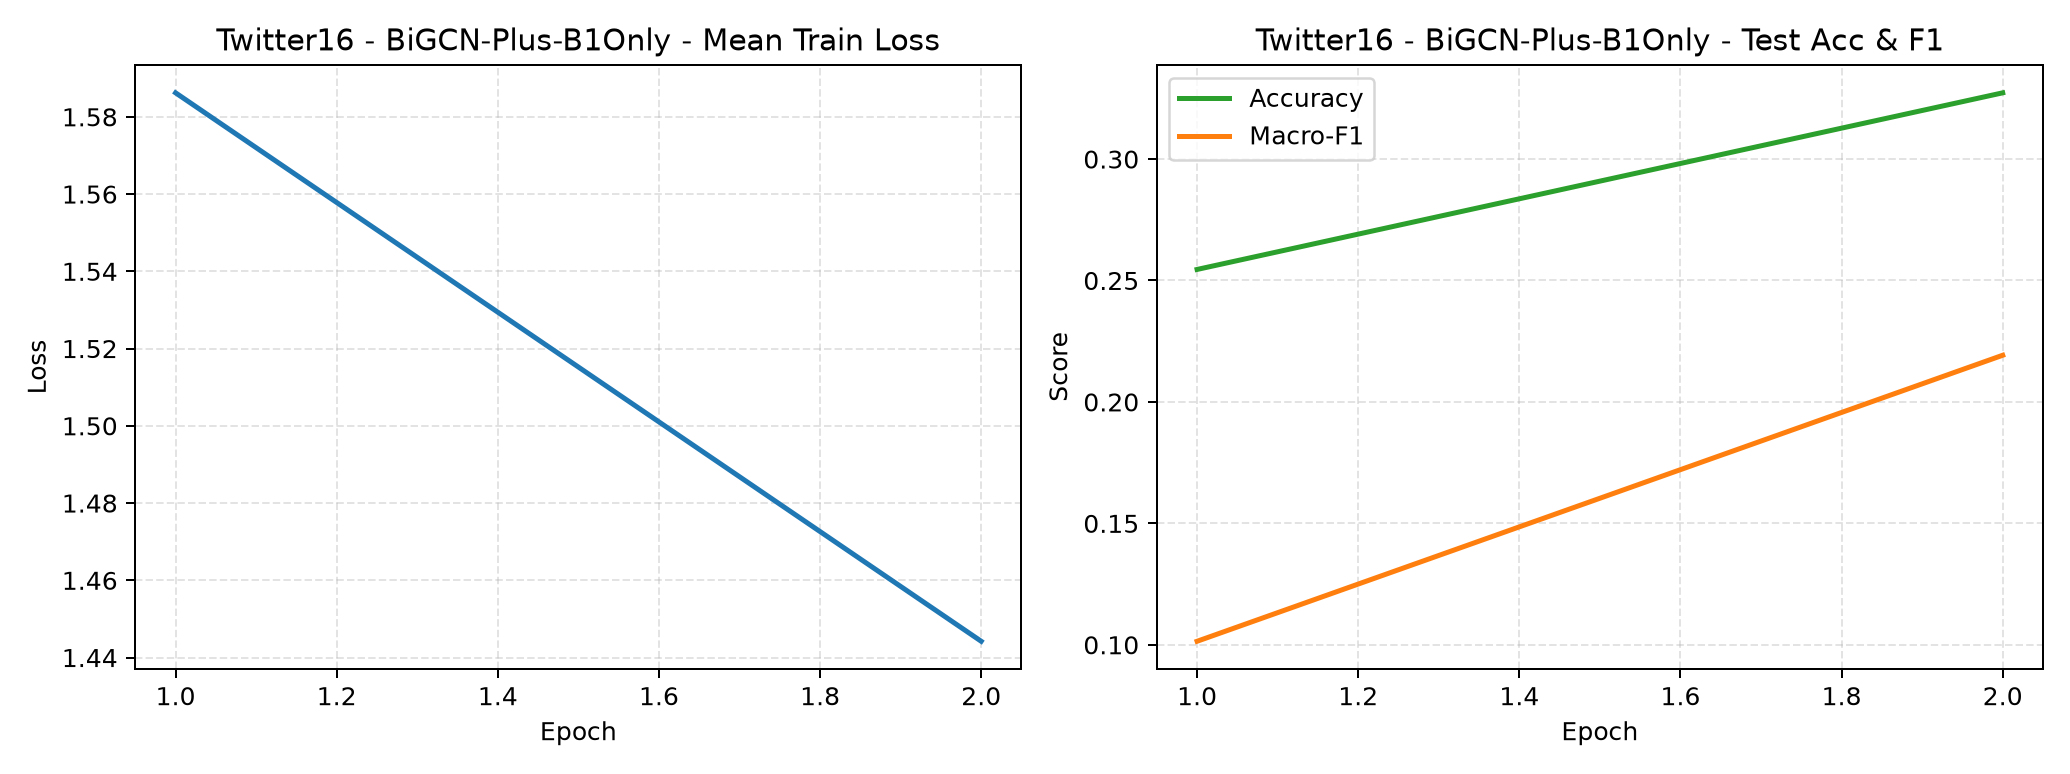 Twitter16 - BiGCN-Plus-B1Only - Mean Train Loss
1.58
1.56
1.54
1.52
1.50
1.48
1.46
1.44
Loss
1.0 1.2 1.4 1.6 1.8 2.0
Epoch
Twitter16 - BiGCN-Plus-B1Only - Test Acc & F1
Accuracy
Macro-F1
0.30
0.25
0.20
0.15
0.10
Score
1.0 1.2 1.4 1.6 1.8 2.0
Epoch